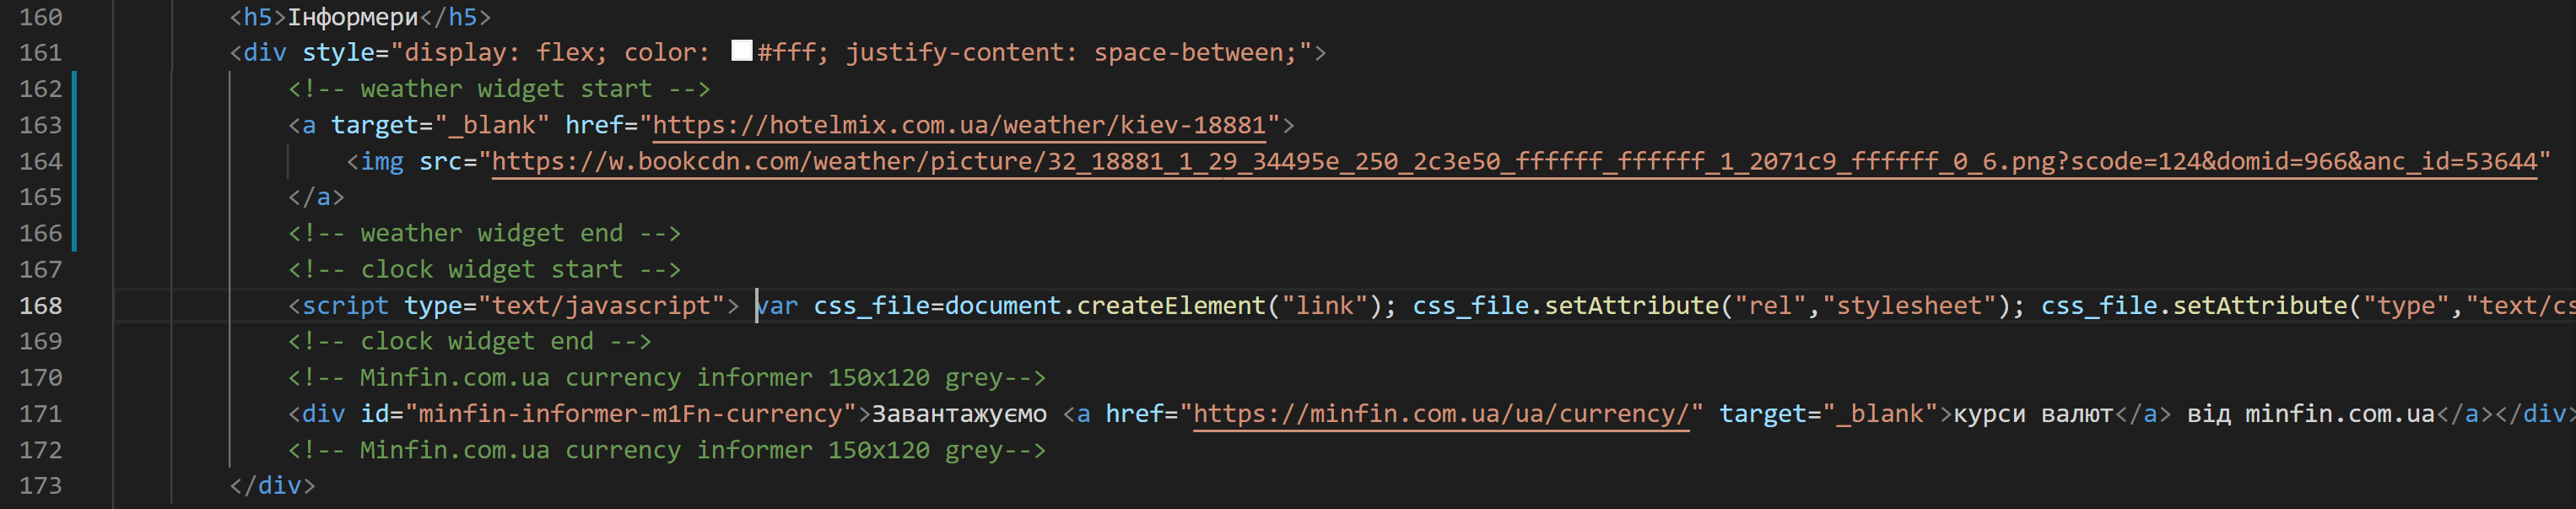 160 <h5>Інформери</h5>
161 <div style="display: flex; color: #fff; justify-content: space-between;">
162 <!-- weather widget start -->
163 <a target="_blank" href="https://hotelmix.com.ua/weather/kiev-18881">
164 <img src="https://w.bookcdn.com/weather/picture/32_18881_1_29_34495e_250_2c3e50_ffffff_ffffff_1_2071c9_ffffff_0_6.png?scode=124&domid=966&anc_id=53644"
165 </a>
166 <!-- weather widget end -->
167 <!-- clock widget start -->
168 <script type="text/javascript"> var css_file=document.createElement("link"); css_file.setAttribute("rel","stylesheet"); css_file.setAttribute("type","text/cs
169 <!-- clock widget end -->
170 <!-- Minfin.com.ua currency informer 150x120 grey-->
171 <div id="minfin-informer-m1Fn-currency">Завантажуємо <a href="https://minfin.com.ua/ua/currency/" target="_blank">курси валют</a> від minfin.com.ua</a></div>
172 <!-- Minfin.com.ua currency informer 150x120 grey-->
173 </div>